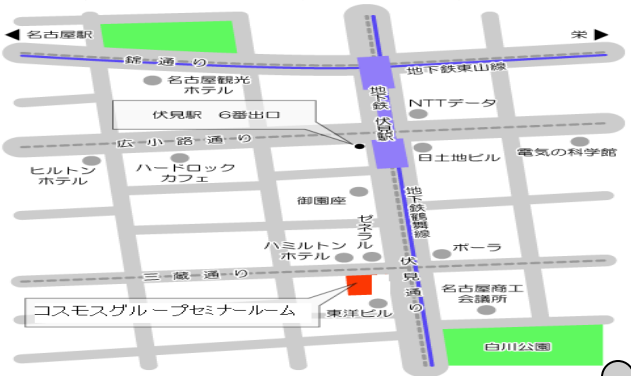 名古屋駅
栄
錦通り
地下鉄東山線
名古屋観光
ホテル
地下鉄 伏見駅
NTTデータ
伏見駅 6番出口
広小路通り
日土地ビル
電気の科学館
ヒルトン
ホテル
ハードロック
カフェ
御園座
地下鉄鶴舞線
ゼネラル
ハミルトン
ホテル
ポーラ
三蔵通り
伏見通り
名古屋商工
会議所
コスモスグループセミナールーム
東洋ビル
白川公園